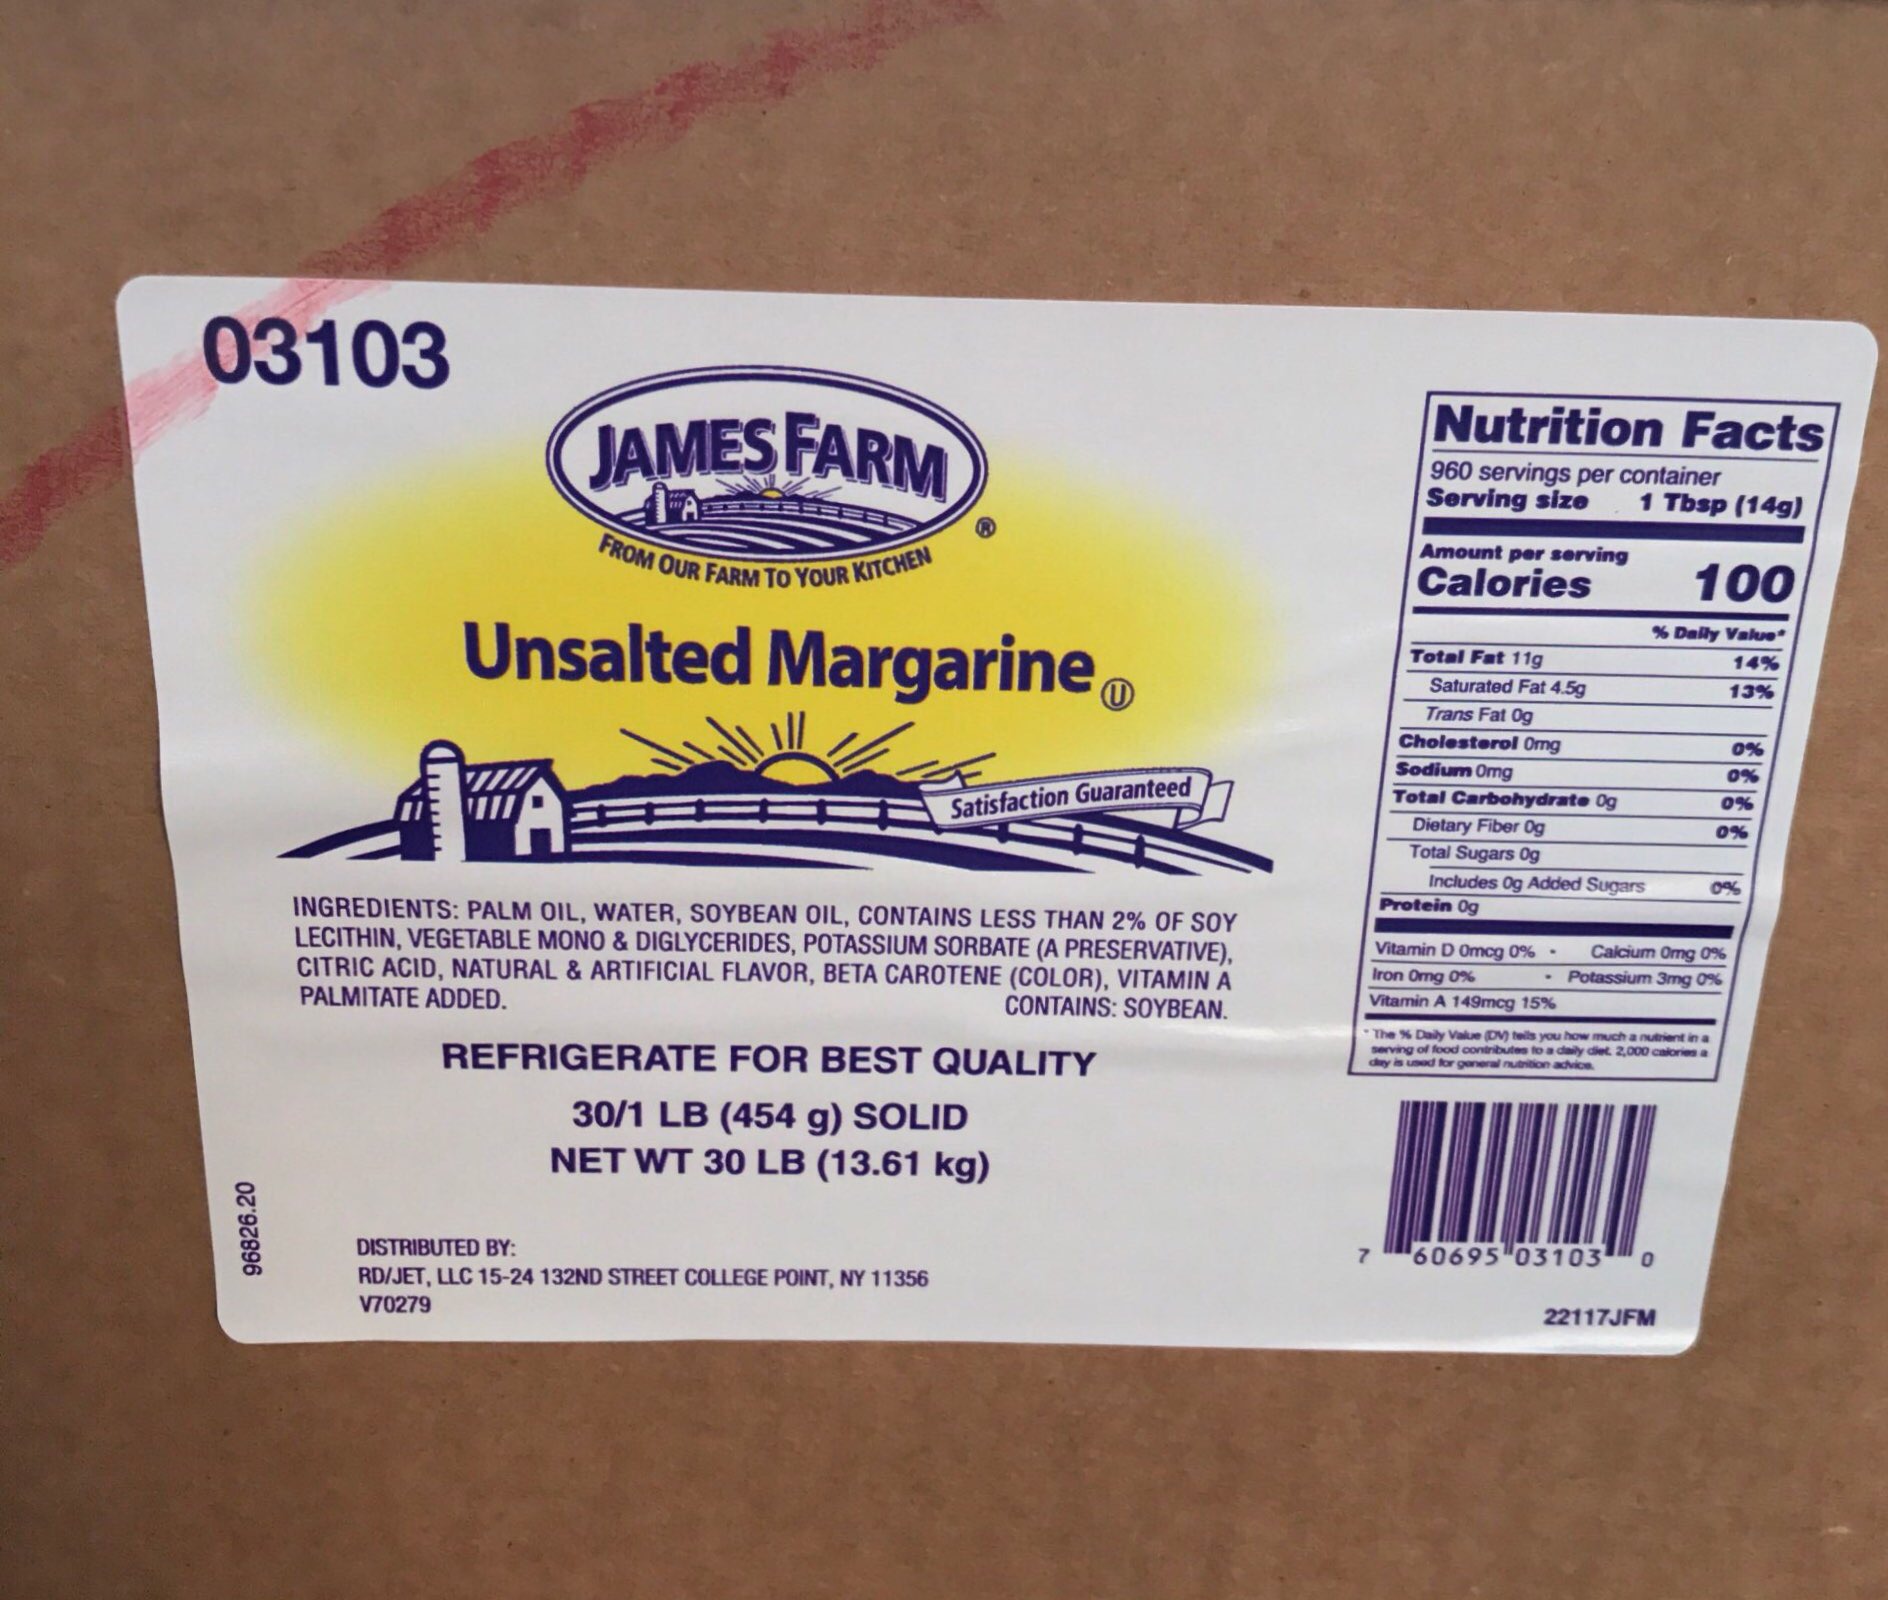 03103
JAMES FARM
®
FROM OUR FARM TO YOUR KITCHEN
Unsalted Margarine Ⓤ
Satisfaction Guaranteed
INGREDIENTS: PALM OIL, WATER, SOYBEAN OIL, CONTAINS LESS THAN 2% OF SOY
LECITHIN, VEGETABLE MONO & DIGLYCERIDES, POTASSIUM SORBATE (A PRESERVATIVE),
CITRIC ACID, NATURAL & ARTIFICIAL FLAVOR, BETA CAROTENE (COLOR), VITAMIN A
PALMITATE ADDED. CONTAINS: SOYBEAN.
REFRIGERATE FOR BEST QUALITY
30/1 LB (454 g) SOLID
NET WT 30 LB (13.61 kg)
96826.20
DISTRIBUTED BY:
RD/JET, LLC 15-24 132ND STREET COLLEGE POINT, NY 11356
V70279
Nutrition Facts
960 servings per container
Serving size 1 Tbsp (14g)
Amount per serving
Calories 100
% Daily Value*
Total Fat 11g 14%
Saturated Fat 4.5g 13%
Trans Fat 0g
Cholesterol 0mg 0%
Sodium 0mg 0%
Total Carbohydrate 0g 0%
Dietary Fiber 0g 0%
Total Sugars 0g
Includes 0g Added Sugars 0%
Protein 0g
Vitamin D 0mcg 0% • Calcium 0mg 0%
Iron 0mg 0% • Potassium 3mg 0%
Vitamin A 149mcg 15%
* The % Daily Value (DV) tells you how much a nutrient in a
serving of food contributes to a daily diet. 2,000 calories a
day is used for general nutrition advice.
7 60695 03103 0
22117JFM